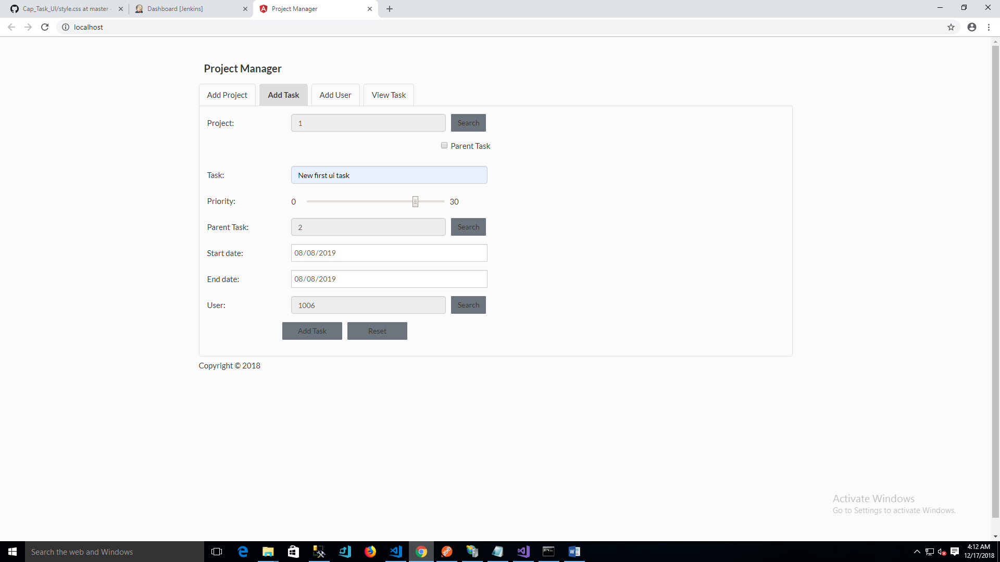 Cap_Task_UI/style.css at master
Dashboard [Jenkins]
Project Manager
localhost
Project Manager
Add Project
Add Task
Add User
View Task
Project:
1
Search
Parent Task
Task:
New first ui task
Priority:
0
30
Parent Task:
2
Search
Start date:
08/08/2019
End date:
08/08/2019
User:
1006
Search
Add Task
Reset
Copyright © 2018
Activate Windows
Go to Settings to activate Windows.
Search the web and Windows
4:12 AM
12/17/2018